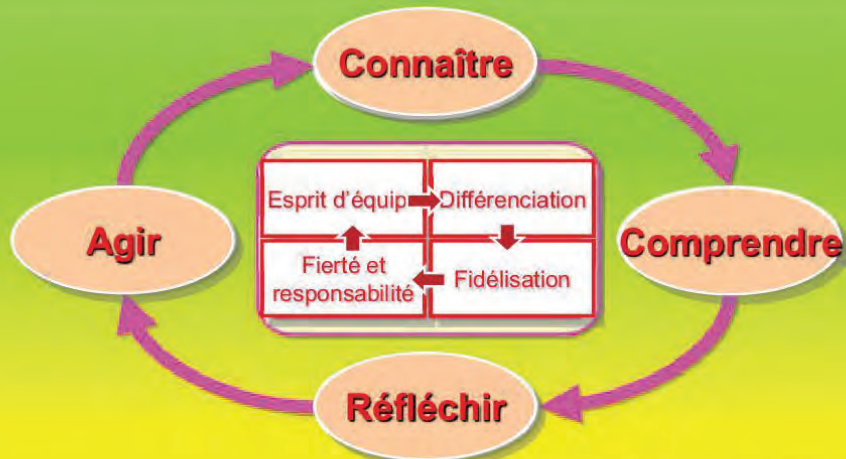 Connaître
Esprit d'équip
Différenciation
Agir
Comprendre
Fierté et
responsabilité
Fidélisation
Réfléchir